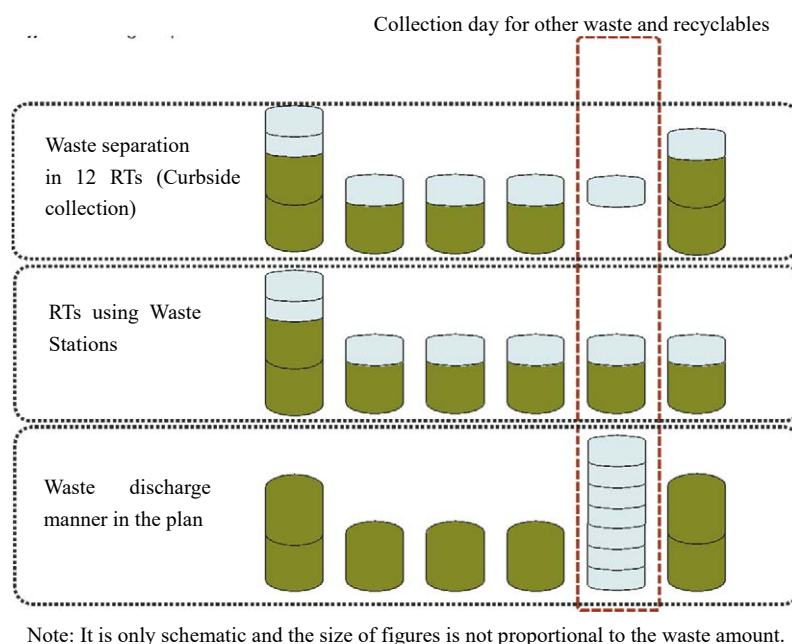 Collection day for other waste and recyclables
Waste separation
in 12 RTs (Curbside
collection)
RTs using Waste
Stations
Waste discharge
manner in the plan
Note: It is only schematic and the size of figures is not proportional to the waste amount.